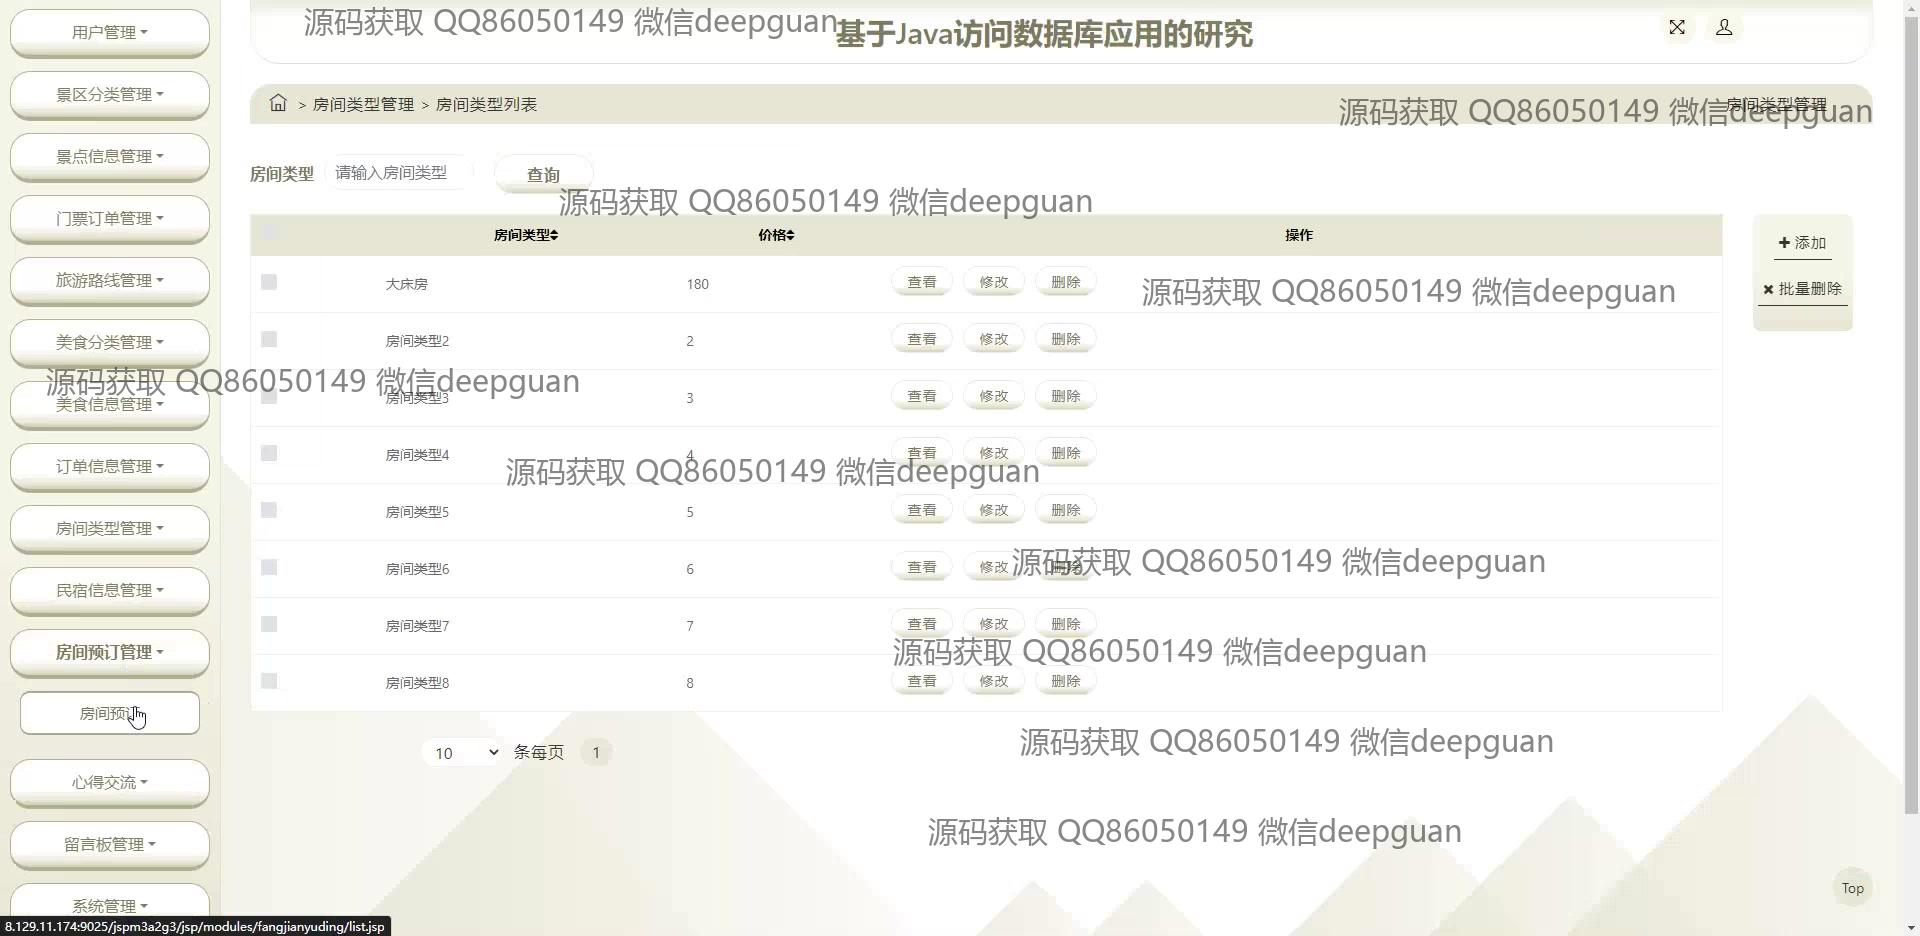 用户管理
景区分类管理
景点信息管理
门票订单管理
旅游路线管理
美食分类管理
美食信息管理
订单信息管理
房间类型管理
民宿信息管理
房间预订管理
房间预订
心得交流
留言板管理
系统管理
8.129.11.174:9025/jspm3a2g3/jsp/modules/fangjianyuding/list.jsp
源码获取 QQ86050149 微信deepguan
基于Java访问数据库应用的研究
> 房间类型管理 > 房间类型列表
房间类型管理
源码获取 QQ86050149 微信deepguan
房间类型 请输入房间类型 查询
源码获取 QQ86050149 微信deepguan
房间类型 价格 操作
大床房 180 查看 修改 删除
源码获取 QQ86050149 微信deepguan
房间类型2 2 查看 修改 删除
源码获取 QQ86050149 微信deepguan
房间类型3 3 查看 修改 删除
房间类型4 4 查看 修改 删除
源码获取 QQ86050149 微信deepguan
房间类型5 5 查看 修改 删除
房间类型6 6 查看 修改 删除
源码获取 QQ86050149 微信deepguan
房间类型7 7 查看 修改 删除
源码获取 QQ86050149 微信deepguan
房间类型8 8 查看 修改 删除
10 条每页 1
源码获取 QQ86050149 微信deepguan
源码获取 QQ86050149 微信deepguan
添加
批量删除
Top